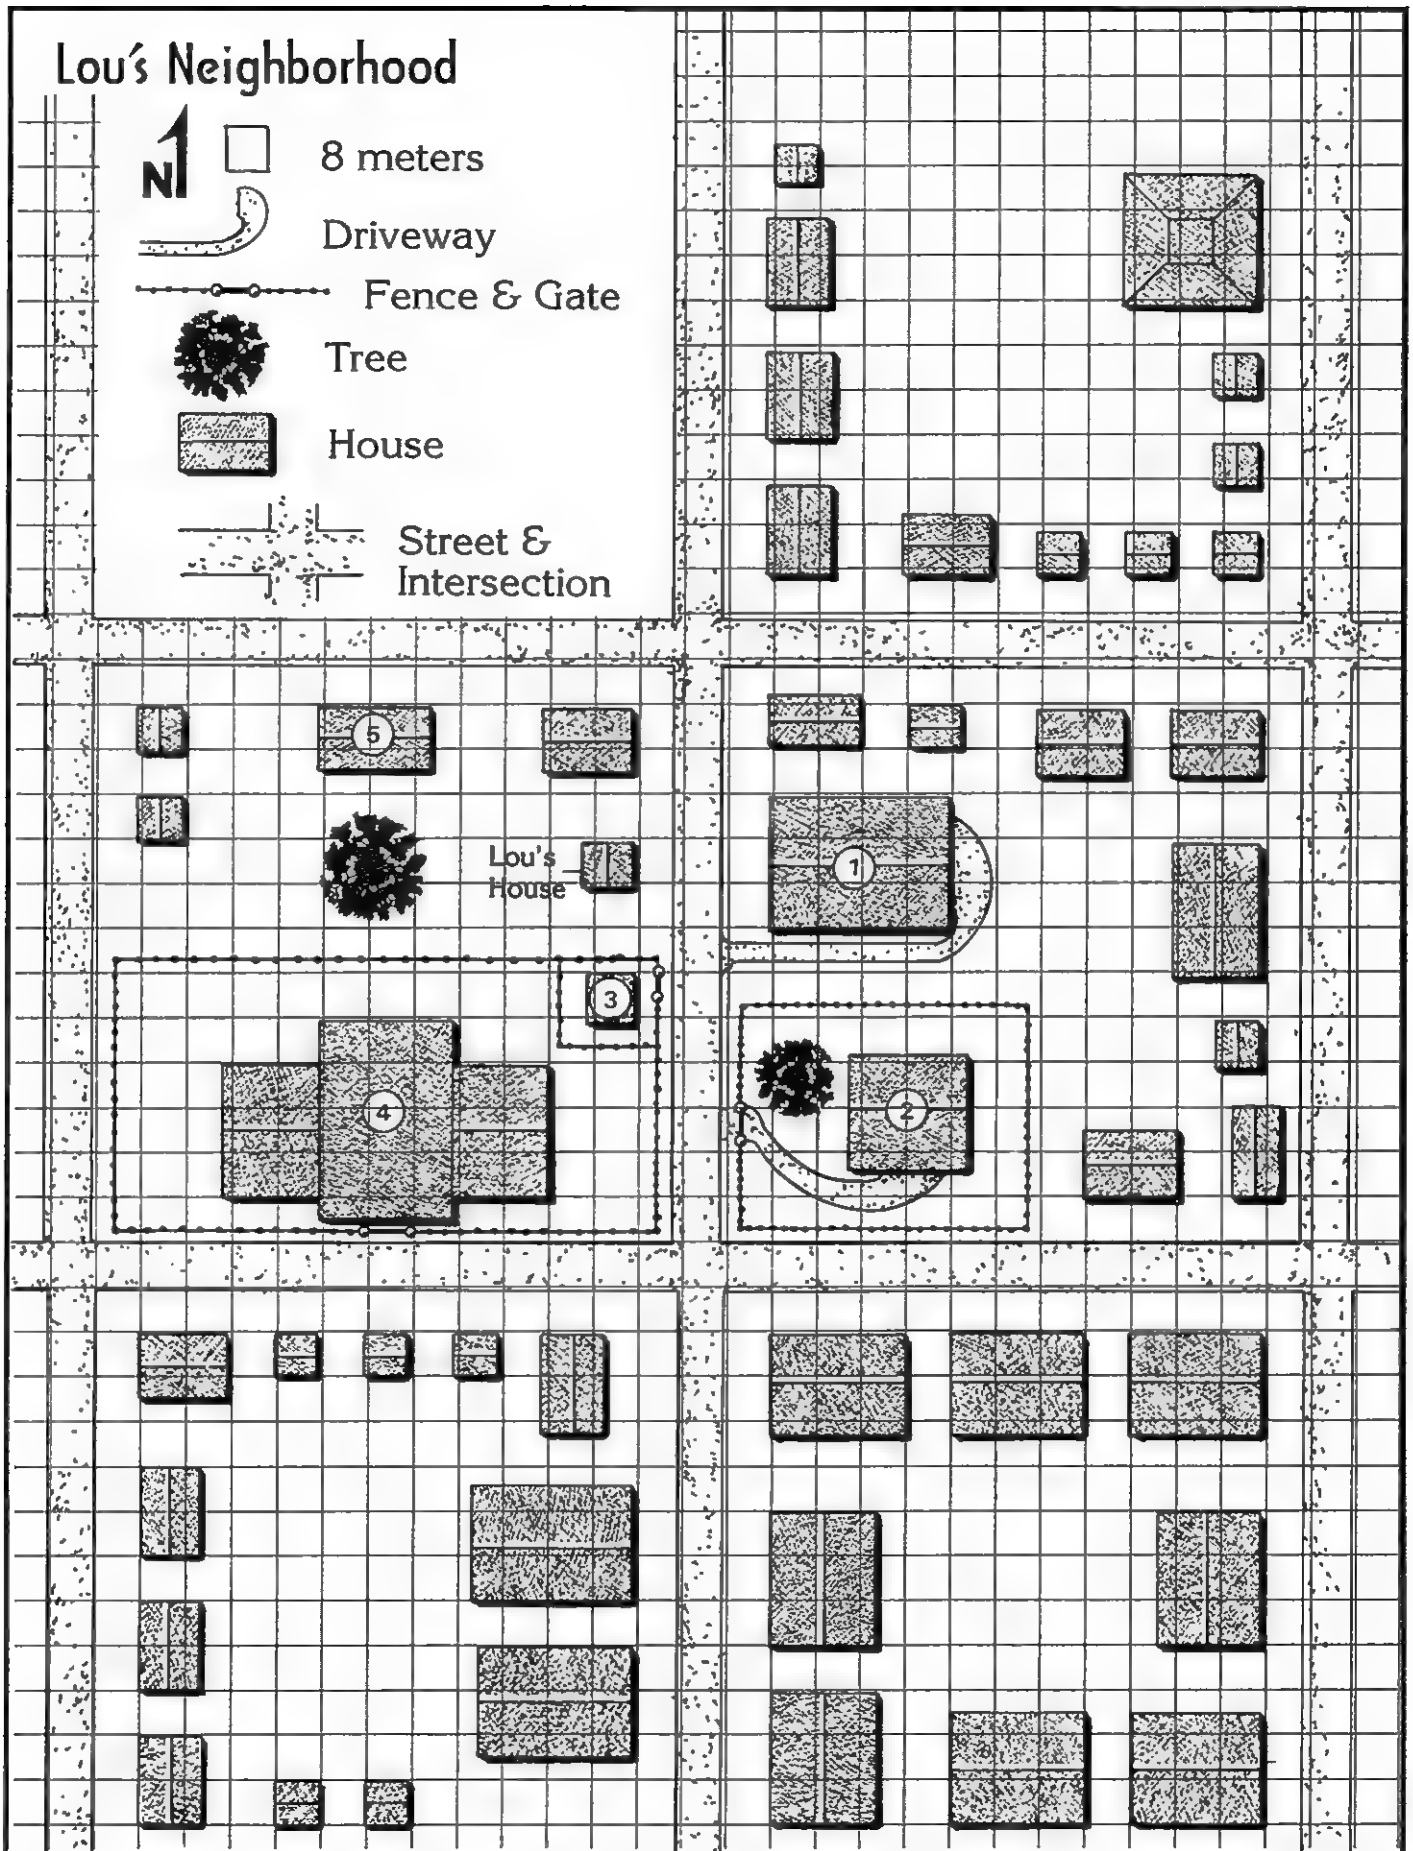 Lou's Neighborhood
N
8 meters
Driveway
Fence & Gate
Tree
House
Street &
Intersection
5
Lou's
House
1
3
4
2